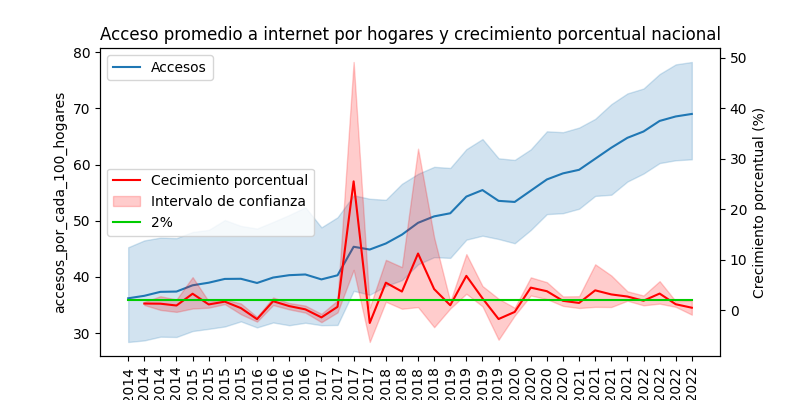 Acceso promedio a internet por hogares y crecimiento porcentual nacional
accesos_por_cada_100_hogares
80
70
60
50
40
30
Accesos
Cecimiento porcentual
Intervalo de confianza
2%
50
40
30
20
10
0
Crecimiento porcentual (%)
2014 2014 2014 2014 2015 2015 2015 2015 2016 2016 2016 2016 2017 2017 2017 2017 2018 2018 2018 2018 2019 2019 2019 2019 2020 2020 2020 2020 2021 2021 2021 2021 2022 2022 2022 2022